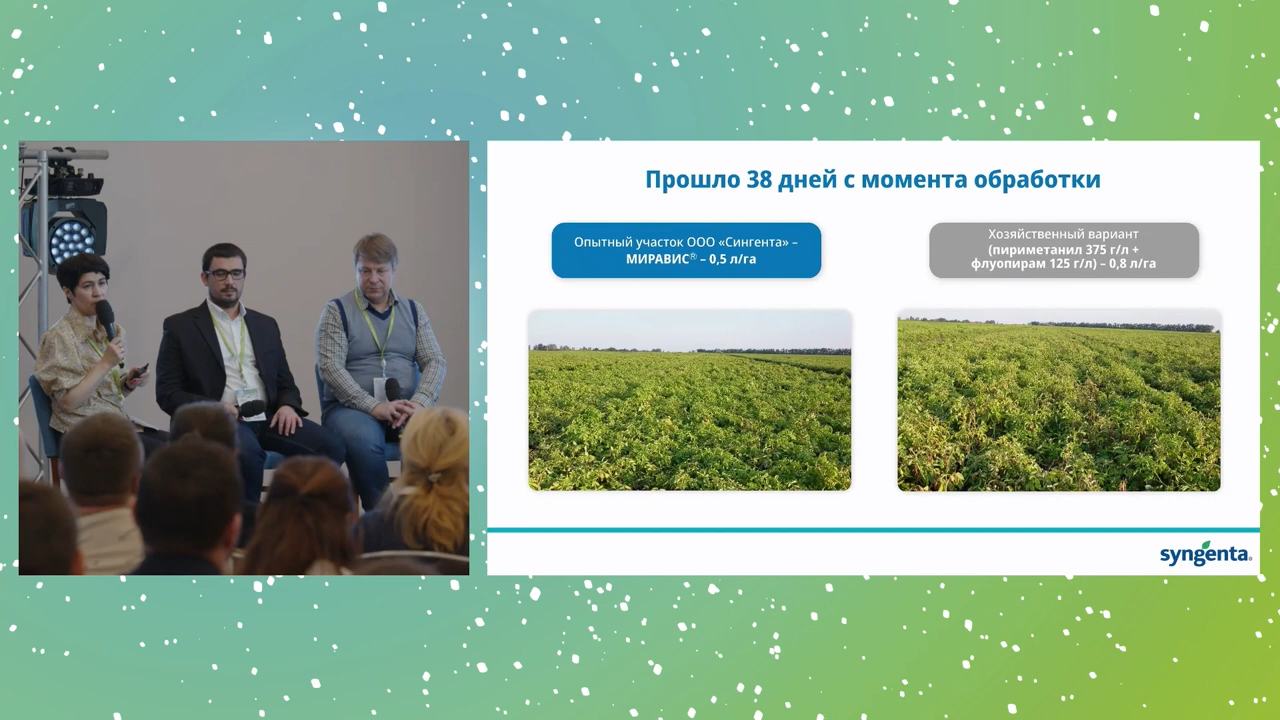 Прошло 38 дней с момента обработки
Опытный участок ООО «Сингента» –
МИРАВИС® – 0,5 л/га
Хозяйственный вариант
(пириметанил 375 г/л +
флуопирам 125 г/л) – 0,8 л/га
syngenta®